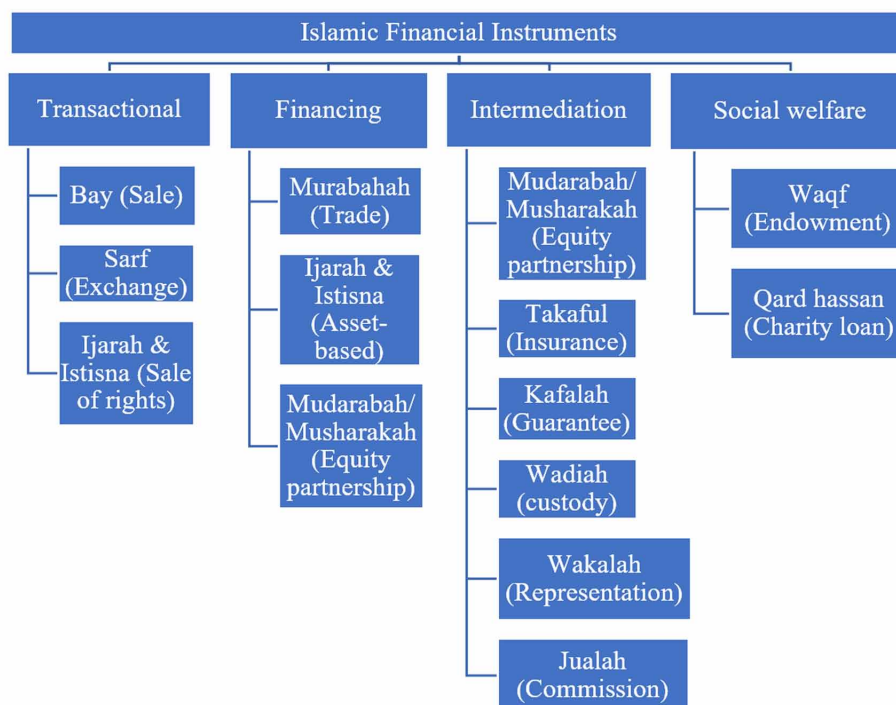 Islamic Financial Instruments
Transactional
Bay (Sale)
Sarf
(Exchange)
Ijarah &
Istisna (Sale
of rights)
Financing
Murabahah
(Trade)
Ijarah &
Istisna
(Asset-
based)
Mudarabah/
Musharakah
(Equity
partnership)
Intermediation
Mudarabah/
Musharakah
(Equity
partnership)
Takaful
(Insurance)
Kafalah
(Guarantee)
Wadiah
(custody)
Wakalah
(Representation)
Jualah
(Commission)
Social welfare
Waqf
(Endowment)
Qard hassan
(Charity loan)